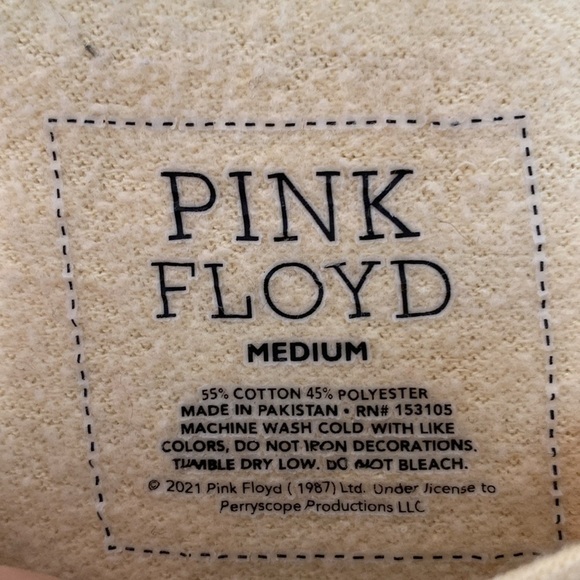 PINK
FLOYD
MEDIUM
55% COTTON 45% POLYESTER
MADE IN PAKISTAN • RN# 153105
MACHINE WASH COLD WITH LIKE
COLORS, DO NOT IRON DECORATIONS.
TUMBLE DRY LOW. DO NOT BLEACH.
© 2021 Pink Floyd ( 1987) Ltd. Under license to
Perryscope Productions LLC